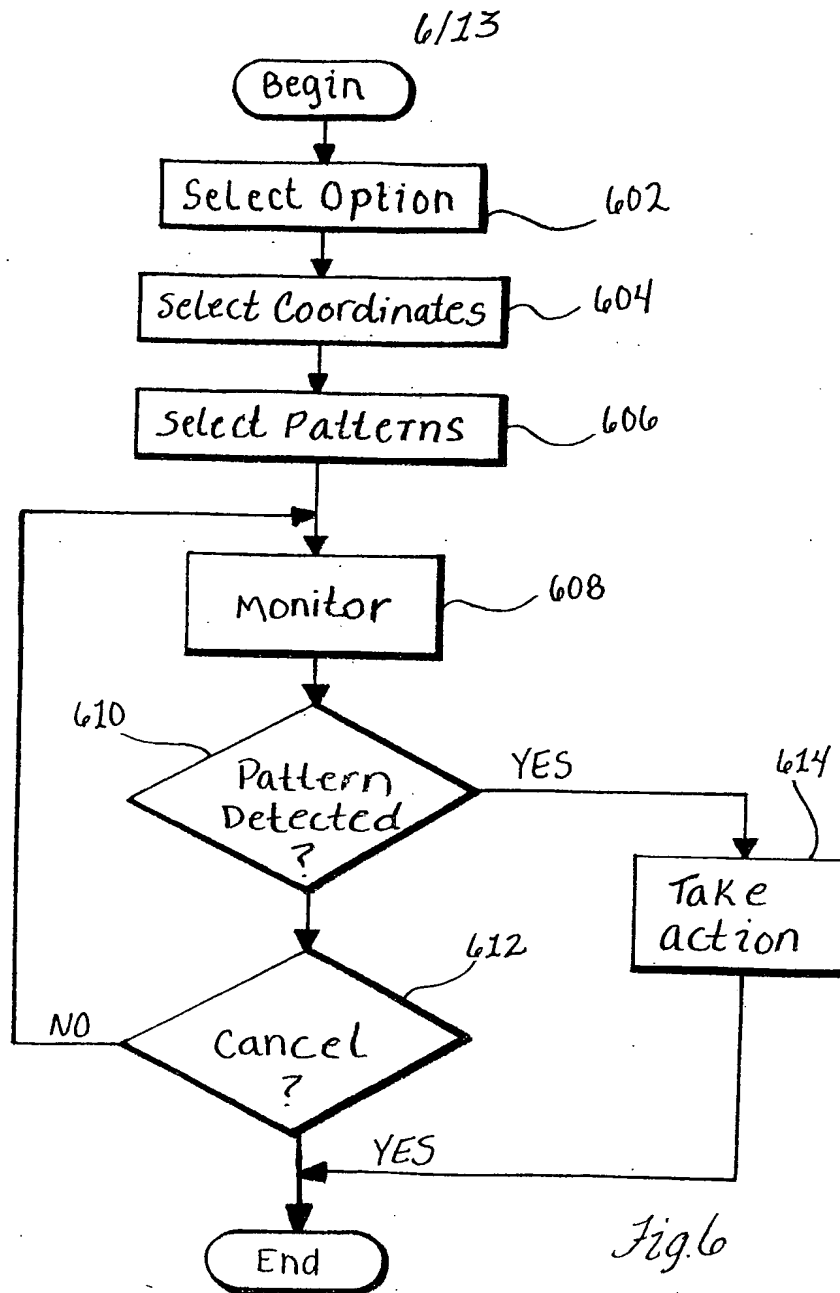 6/13
Begin
Select Option
602
Select Coordinates
604
Select Patterns
606
Monitor
608
610
Pattern
Detected
?
YES
614
Take
action
612
Cancel
?
NO
YES
End
Fig.6